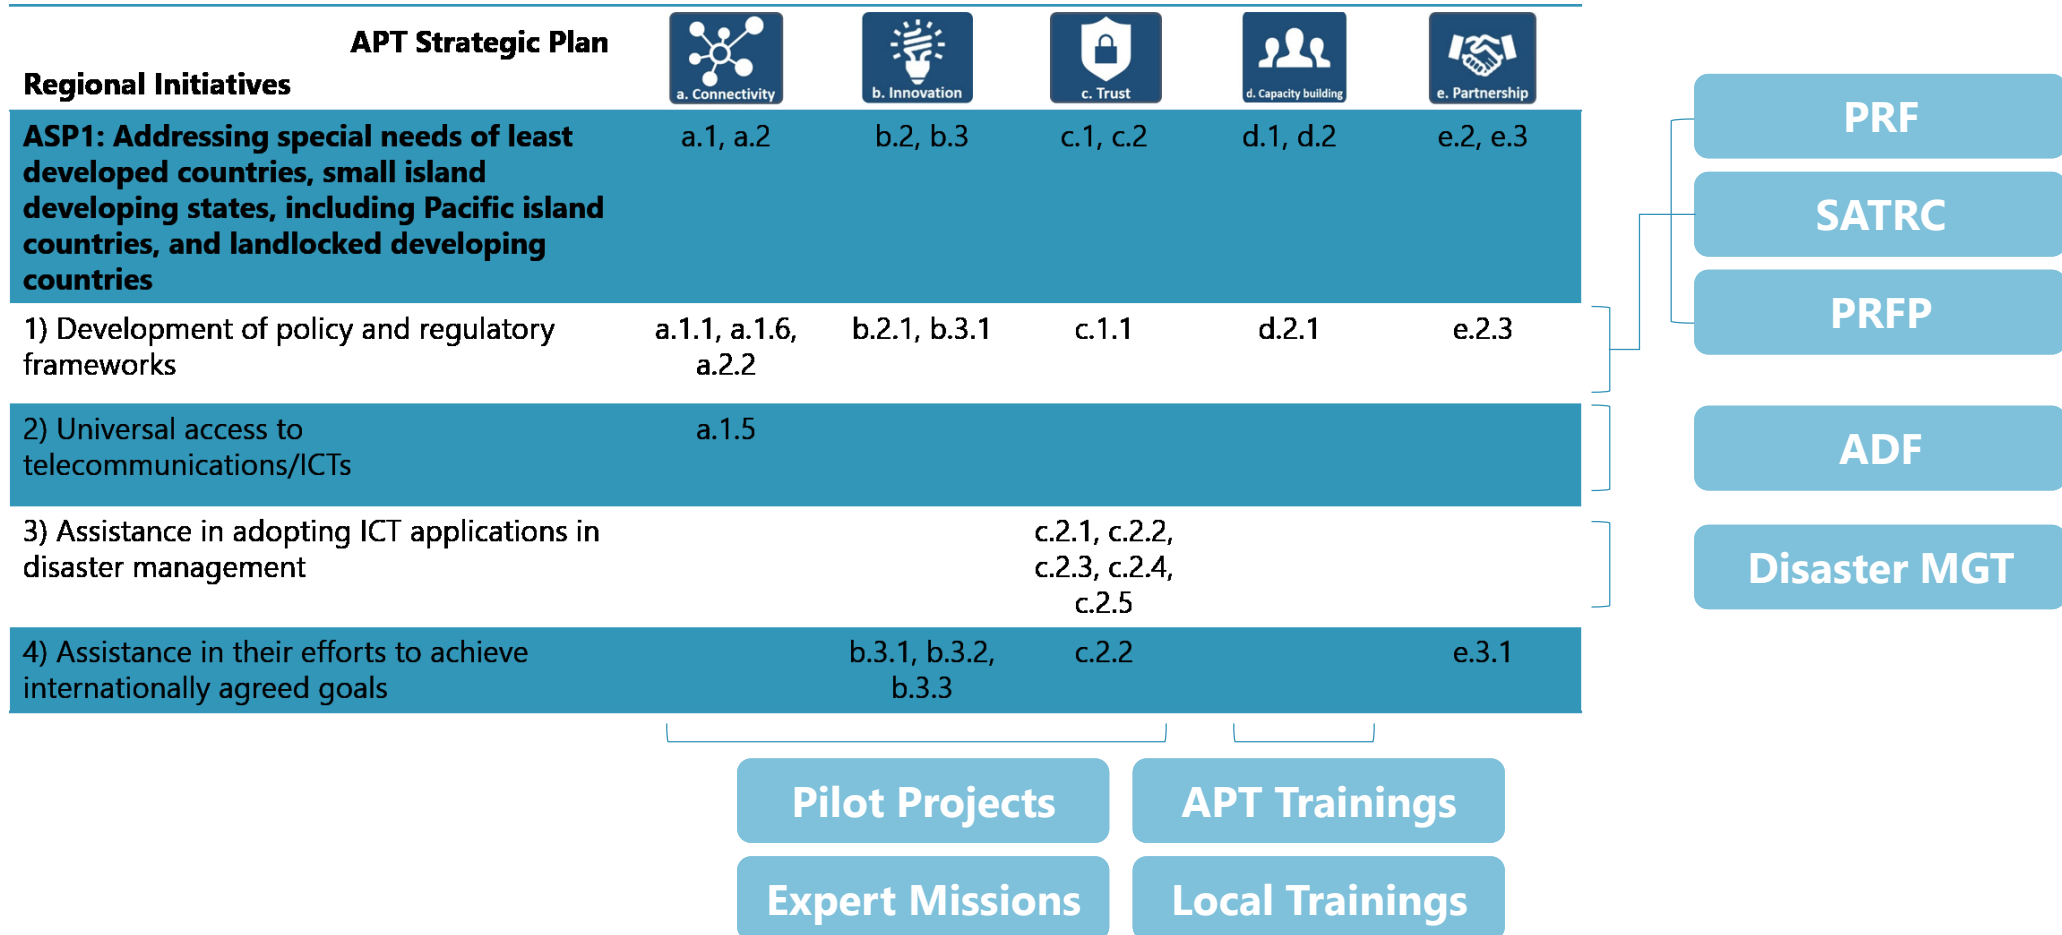 APT Strategic Plan
Regional Initiatives
a. Connectivity
b. Innovation
c. Trust
d. Capacity building
e. Partnership
ASP1: Addressing special needs of least
developed countries, small island
developing states, including Pacific island
countries, and landlocked developing
countries
a.1, a.2
b.2, b.3
c.1, c.2
d.1, d.2
e.2, e.3
1) Development of policy and regulatory
frameworks
a.1.1, a.1.6,
a.2.2
b.2.1, b.3.1
c.1.1
d.2.1
e.2.3
2) Universal access to
telecommunications/ICTs
a.1.5
3) Assistance in adopting ICT applications in
disaster management
c.2.1, c.2.2,
c.2.3, c.2.4,
c.2.5
4) Assistance in their efforts to achieve
internationally agreed goals
b.3.1, b.3.2,
b.3.3
c.2.2
e.3.1
PRF
SATRC
PRFP
ADF
Disaster MGT
Pilot Projects
APT Trainings
Expert Missions
Local Trainings